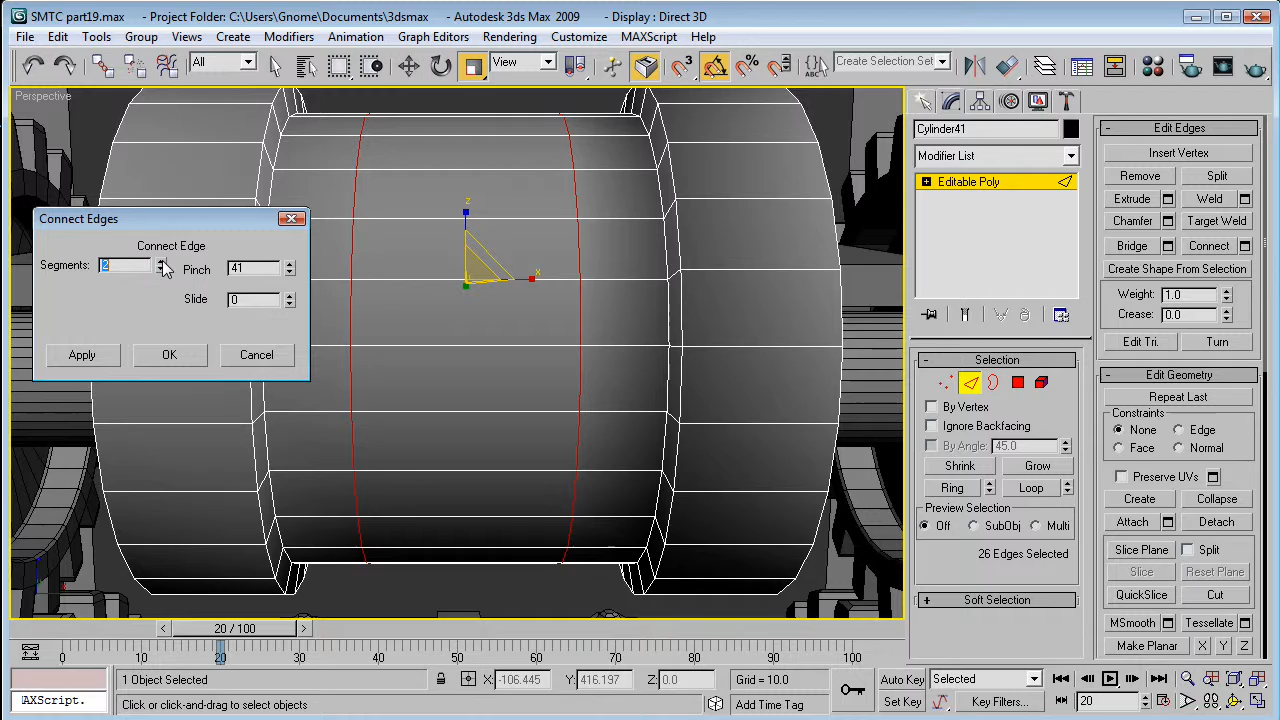 SMTC part19.max - Project Folder: C:\Users\Gnome\Documents\3dsmax - Autodesk 3ds Max 2009 - Display : Direct 3D
File Edit Tools Group Views Create Modifiers Animation Graph Editors Rendering Customize MAXScript Help
All View 3 % Create Selection Set
Perspective
z
x
Connect Edges
Connect Edge
Segments: 2 Pinch 41
Slide 0
Apply OK Cancel
Cylinder41
Modifier List
Editable Poly
- Selection
By Vertex
Ignore Backfacing
By Angle: 45.0
Shrink Grow
Ring Loop
Preview Selection
Off SubObj Multi
26 Edges Selected
+ Soft Selection
- Edit Edges
Insert Vertex
Remove Split
Extrude Weld
Chamfer Target Weld
Bridge Connect
Create Shape From Selection
Weight: 1.0
Crease: 0.0
Edit Tri. Turn
- Edit Geometry
Repeat Last
Constraints
None Edge
Face Normal
Preserve UVs
Create Collapse
Attach Detach
Slice Plane Split
Slice Reset Plane
QuickSlice Cut
MSmooth Tessellate
Make Planar X Y Z
< 20 / 100 >
0 10 20 30 40 50 60 70 80 90 100
1 Object Selected X: -106.445 Y: 416.197 Z: 0.0 Grid = 10.0 Auto Key Selected
AXScript. Click or click-and-drag to select objects Add Time Tag Set Key Key Filters... 20